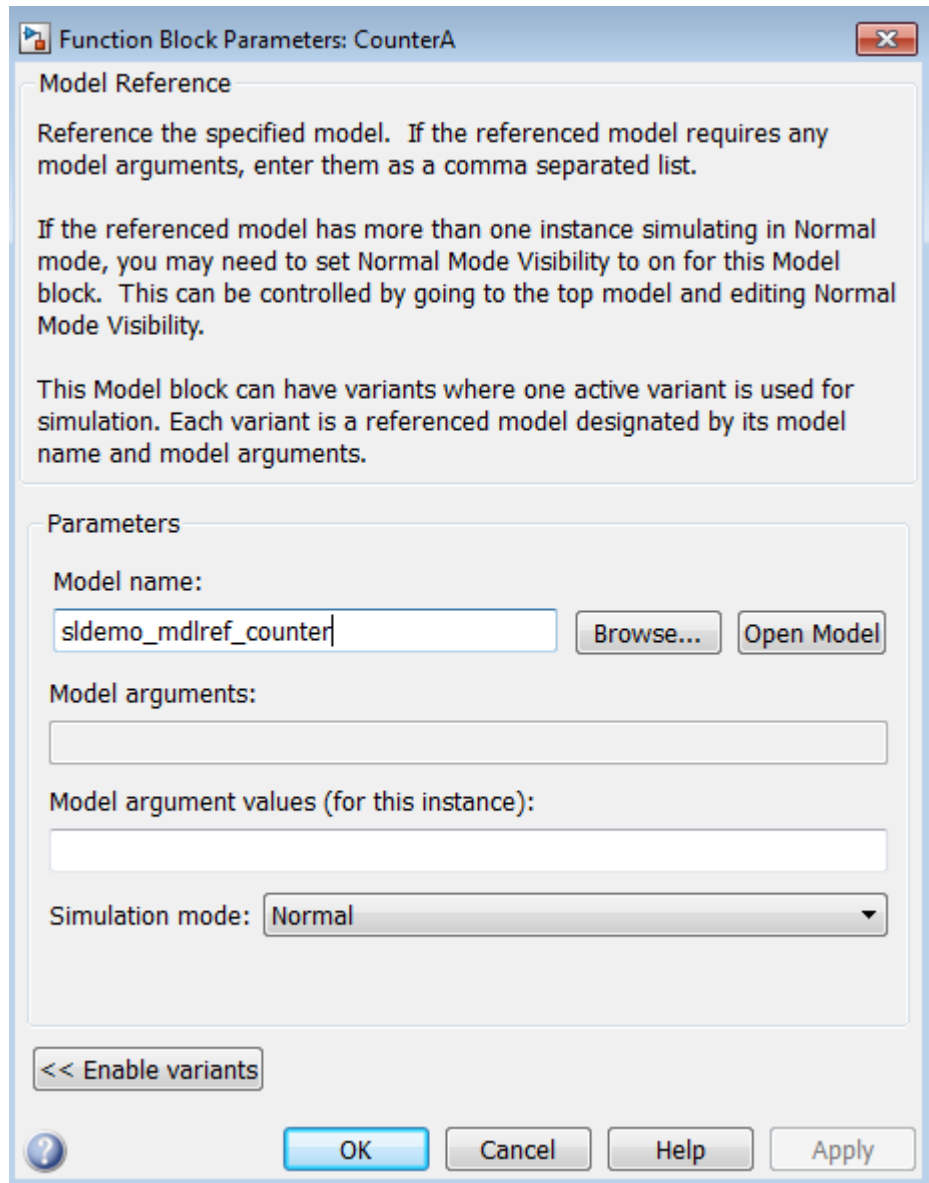 Function Block Parameters: CounterA
Model Reference
Reference the specified model.  If the referenced model requires any
model arguments, enter them as a comma separated list.
If the referenced model has more than one instance simulating in Normal
mode, you may need to set Normal Mode Visibility to on for this Model
block.  This can be controlled by going to the top model and editing Normal
Mode Visibility.
This Model block can have variants where one active variant is used for
simulation. Each variant is a referenced model designated by its model
name and model arguments.
Parameters
Model name:
sldemo_mdlref_counter Browse... Open Model
Model arguments:
Model argument values (for this instance):
Simulation mode: Normal
<< Enable variants
? OK Cancel Help Apply